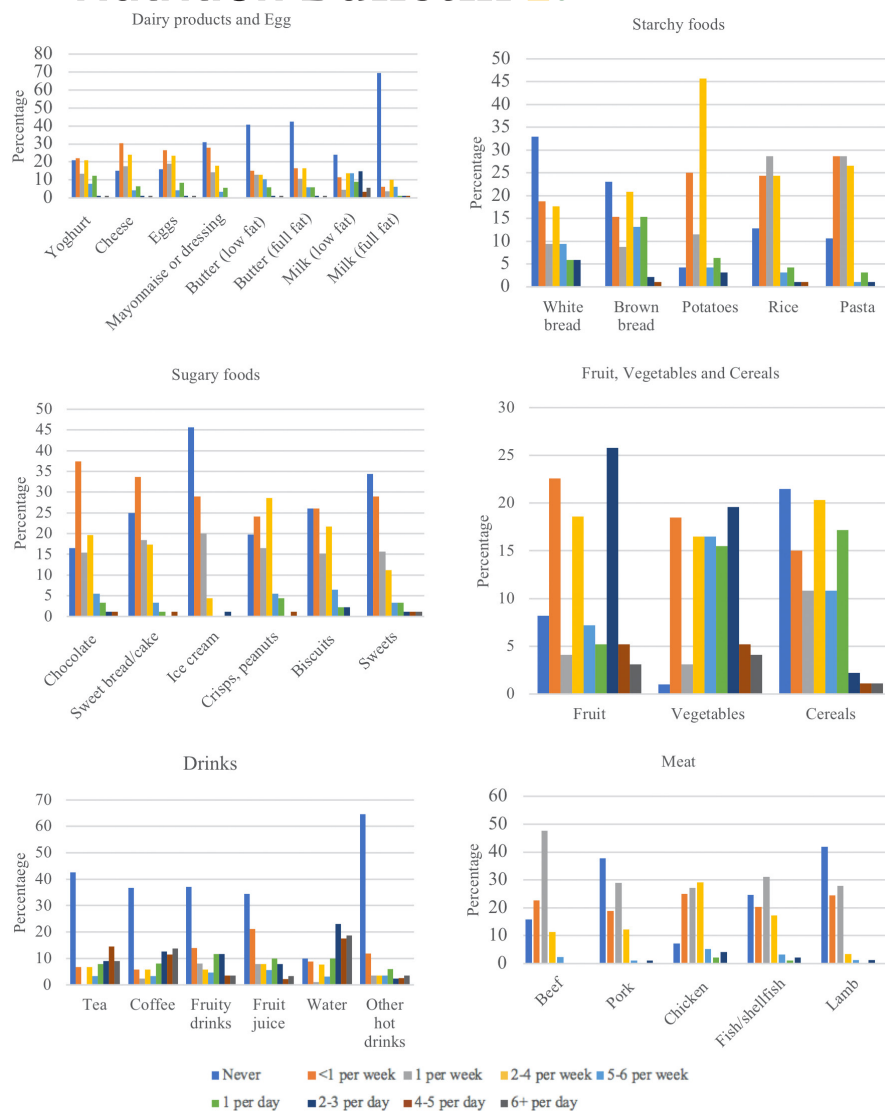 Dairy products and Egg
Percentage
80
70
60
50
40
30
20
10
0
Yoghurt
Cheese
Eggs
Mayonnaise or dressing
Butter (low fat)
Butter (full fat)
Milk (low fat)
Milk (full fat)
Starchy foods
Percentage
50
45
40
35
30
25
20
15
10
5
0
White bread
Brown bread
Potatoes
Rice
Pasta
Sugary foods
Percentage
50
45
40
35
30
25
20
15
10
5
0
Chocolate
Sweet bread/cake
Ice cream
Crisps, peanuts
Biscuits
Sweets
Fruit, Vegetables and Cereals
Percentage
30
25
20
15
10
5
0
Fruit
Vegetables
Cereals
Drinks
Percentaege
70
60
50
40
30
20
10
0
Tea
Coffee
Fruity drinks
Fruit juice
Water
Other hot drinks
Meat
Percentage
60
50
40
30
20
10
0
Beef
Pork
Chicken
Fish/shellfish
Lamb
Never
<1 per week
1 per week
2-4 per week
5-6 per week
1 per day
2-3 per day
4-5 per day
6+ per day